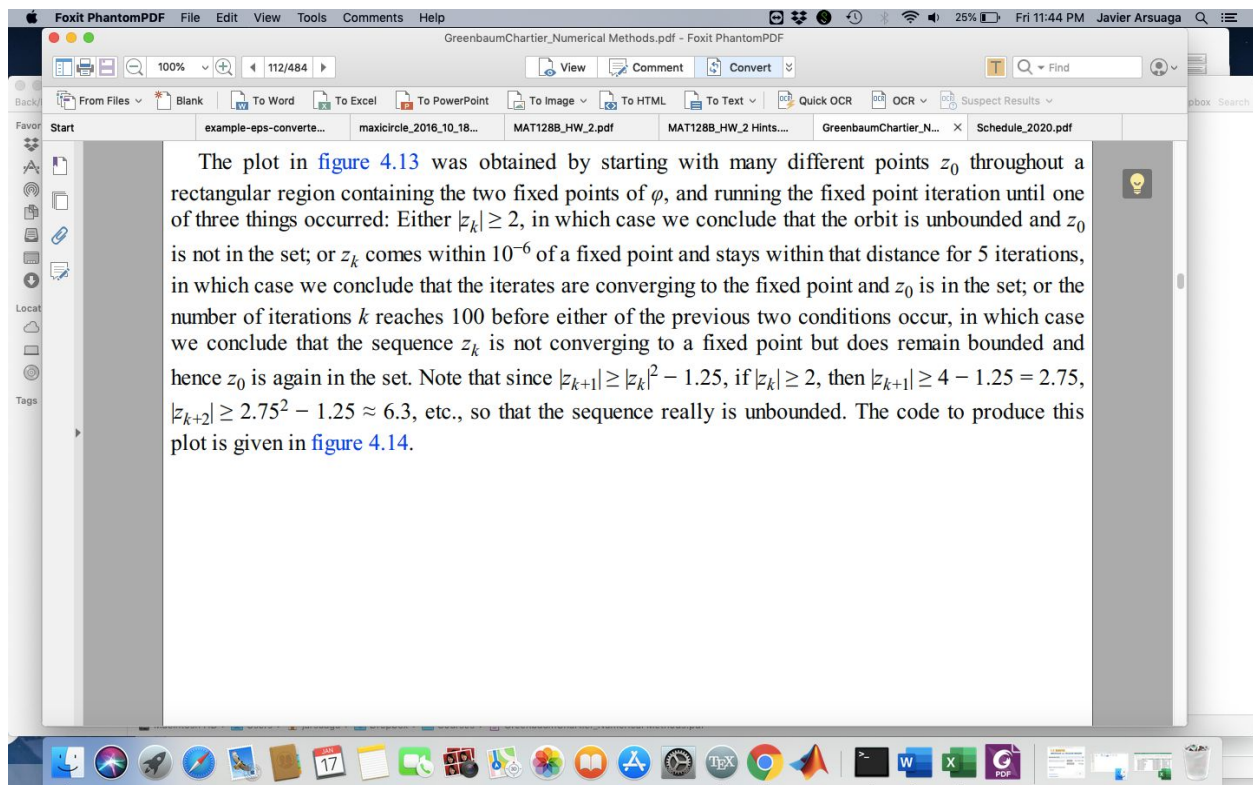 Foxit PhantomPDF File Edit View Tools Comments Help 25% Fri 11:44 PM Javier Arsuaga
GreenbaumChartier_Numerical Methods.pdf - Foxit PhantomPDF
100% 112/484 View Comment Convert T Find
Back/
From Files Blank To Word To Excel To PowerPoint To Image To HTML To Text Quick OCR OCR Suspect Results
pbox Search
Favor
Start example-eps-converte... maxicircle_2016_10_18... MAT128B_HW_2.pdf MAT128B_HW_2 Hints.... GreenbaumChartier_N... × Schedule_2020.pdf
The plot in figure 4.13 was obtained by starting with many different points z₀ throughout a
rectangular region containing the two fixed points of φ, and running the fixed point iteration until one
of three things occurred: Either |zₖ| ≥ 2, in which case we conclude that the orbit is unbounded and z₀
is not in the set; or zₖ comes within 10⁻⁶ of a fixed point and stays within that distance for 5 iterations,
in which case we conclude that the iterates are converging to the fixed point and z₀ is in the set; or the
number of iterations k reaches 100 before either of the previous two conditions occur, in which case
we conclude that the sequence zₖ is not converging to a fixed point but does remain bounded and
hence z₀ is again in the set. Note that since |zₖ₊₁| ≥ |zₖ|² − 1.25, if |zₖ| ≥ 2, then |zₖ₊₁| ≥ 4 − 1.25 = 2.75,
|zₖ₊₂| ≥ 2.75² − 1.25 ≈ 6.3, etc., so that the sequence really is unbounded. The code to produce this
plot is given in figure 4.14.
Locat
Tags
JAN
17
TEX
W
X
G
PDF